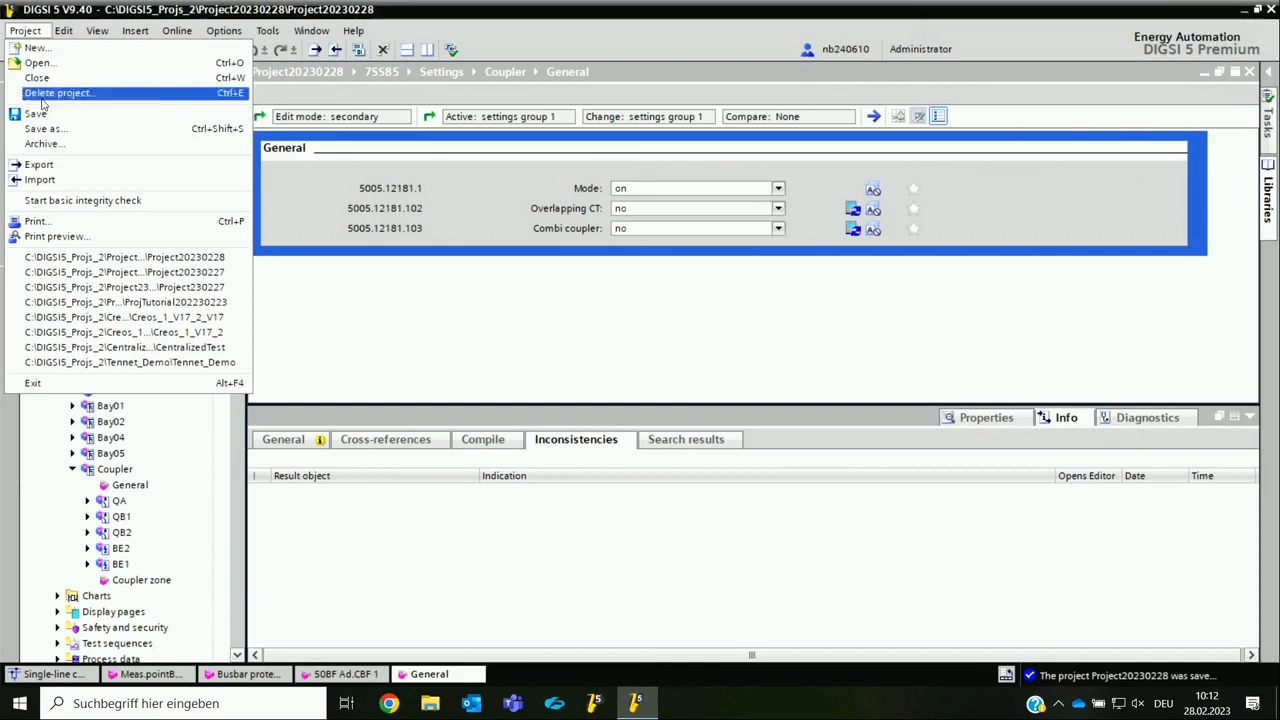 DIGSI 5 V9.40 - C:\DIGSI5_Projs_2\Project20230228\Project20230228
Project Edit View Insert Online Options Tools Window Help
Energy Automation
DIGSI 5 Premium
nb240610 Administrator
New...
Open... Ctrl+O
Close Ctrl+W
Delete project... Ctrl+E
Save
Save as... Ctrl+Shift+S
Archive...
Export
Import
Start basic integrity check
Print... Ctrl+P
Print preview...
C:\DIGSI5_Projs_2\Project...\Project20230228
C:\DIGSI5_Projs_2\Project...\Project20230227
C:\DIGSI5_Projs_2\Project23...\Project230227
C:\DIGSI5_Projs_2\Pr...\ProjTutorial202230223
C:\DIGSI5_Projs_2\Cre...\Creos_1_V17_2_V17
C:\DIGSI5_Projs_2\Creos_1...\Creos_1_V17_2
C:\DIGSI5_Projs_2\Centraliz...\CentralizedTest
C:\DIGSI5_Projs_2\Tennet_Demo\Tennet_Demo
Exit Alt+F4
Project20230228 7SS85 Settings Coupler General
Edit mode: secondary Active: settings group 1 Change: settings group 1 Compare: None
General
5005.12181.1 Mode: on
5005.12181.102 Overlapping CT: no
5005.12181.103 Combi coupler: no
Tasks
Libraries
Bay01
Bay02
Bay04
Bay05
Coupler
General
QA
QB1
QB2
BE2
BE1
Coupler zone
Charts
Display pages
Safety and security
Test sequences
Process data
Properties Info Diagnostics
General Cross-references Compile Inconsistencies Search results
! Result object Indication Opens Editor Date Time
Single-line c... Meas.pointB... Busbar prote... 50BF Ad.CBF 1 General
The project Project20230228 was save...
Suchbegriff hier eingeben
DEU
10:12
28.02.2023